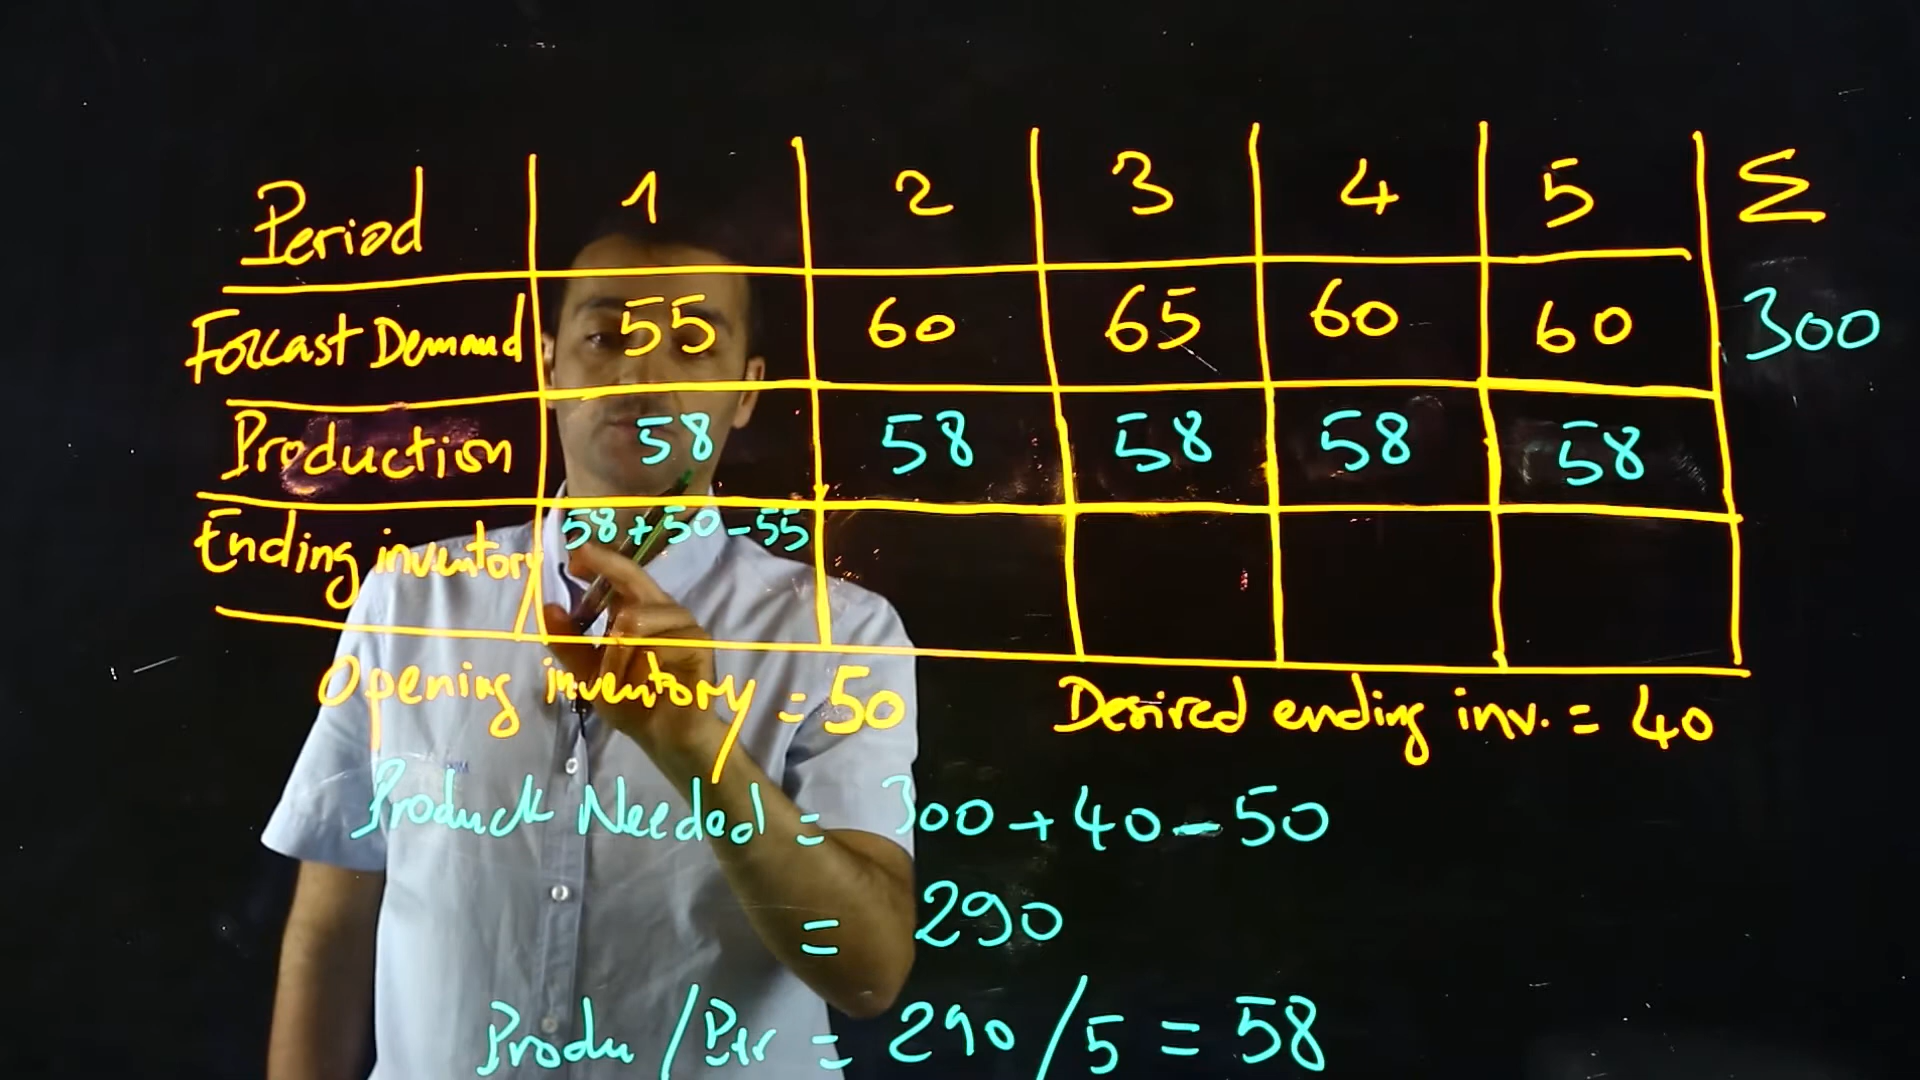 Period 1 2 3 4 5 Σ
Forcast Demand 55 60 65 60 60 300
Production 58 58 58 58 58
Ending inventory 58+50-55
Opening inventory = 50 Desired ending inv. = 40
Needed = 300+40-50
= 290
Produ/Per = 290/5 = 58